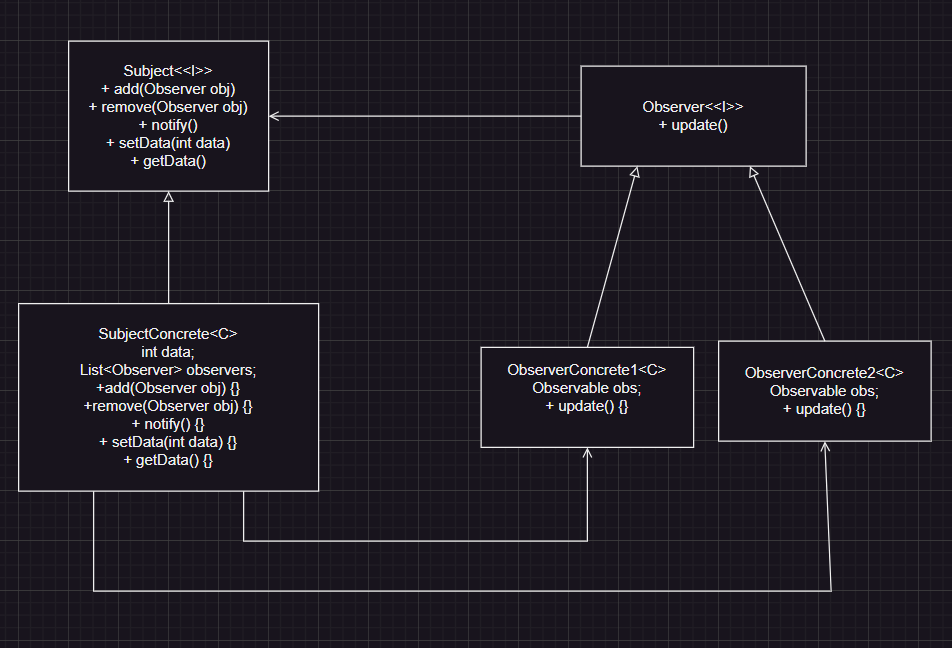 Subject<<I>>
+ add(Observer obj)
+ remove(Observer obj)
+ notify()
+ setData(int data)
+ getData()
Observer<<I>>
+ update()
SubjectConcrete<C>
int data;
List<Observer> observers;
+add(Observer obj) {}
+remove(Observer obj) {}
+ notify() {}
+ setData(int data) {}
+ getData() {}
ObserverConcrete1<C>
Observable obs;
+ update() {}
ObserverConcrete2<C>
Observable obs;
+ update() {}